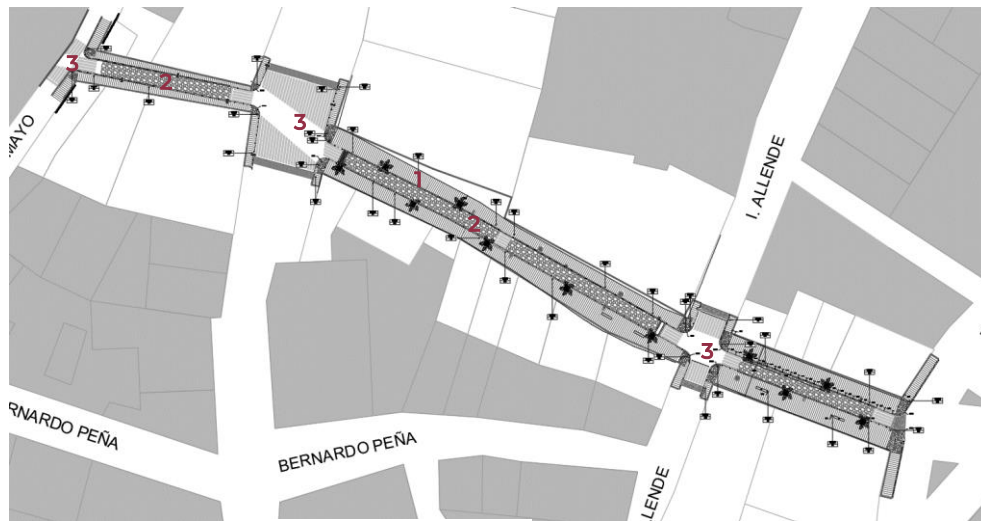 3
2
MAYO
3
1
2
I. ALLENDE
3
RNARDO PEÑA
BERNARDO PEÑA
LLENDE